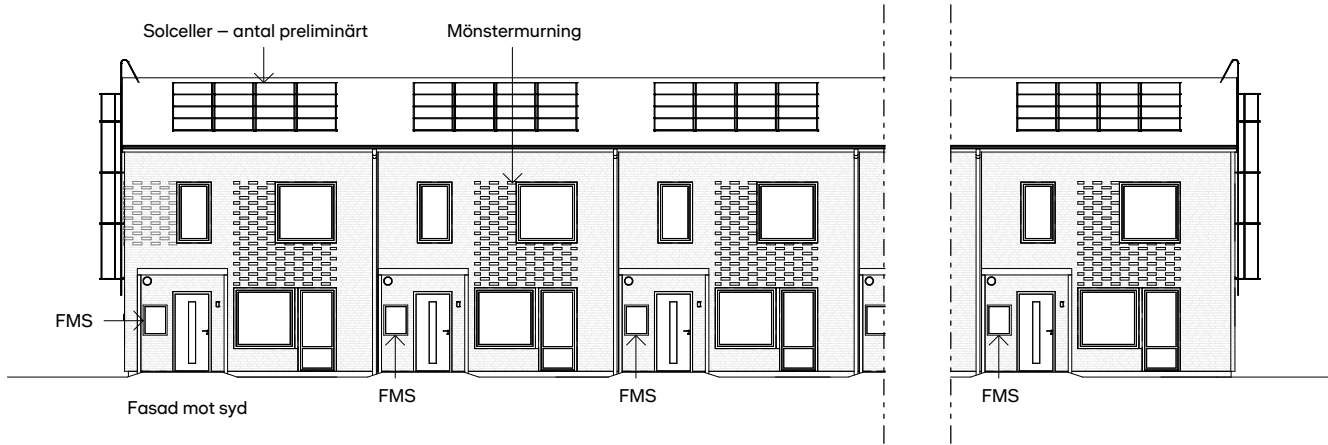 Solceller – antal preliminärt
Mönstermurning
FMS
FMS
FMS
FMS
Fasad mot syd